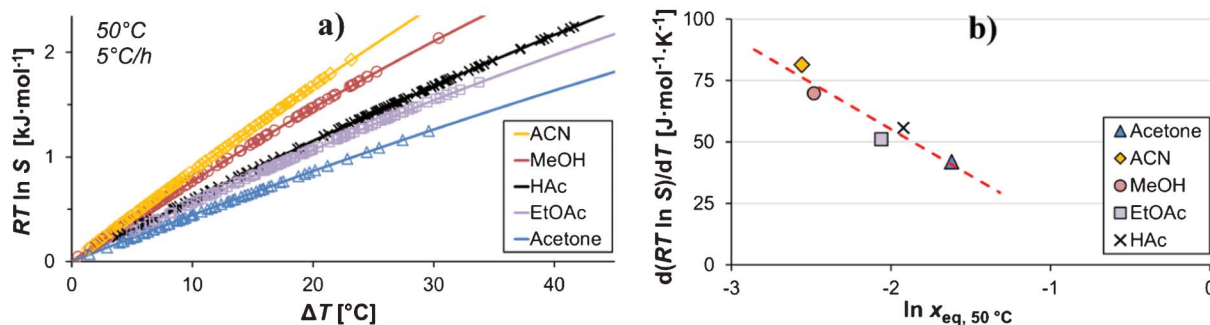 50°C
5°C/h
a)
2
1
0
RT ln S [kJ·mol⁻¹]
ACN
MeOH
HAc
EtOAc
Acetone
0 10 20 30 40
ΔT [°C]
b)
100
75
50
25
0
d(RT ln S)/dT [J·mol⁻¹·K⁻¹]
Acetone
ACN
MeOH
EtOAc
HAc
-3 -2 -1 0
ln xeq, 50 °C